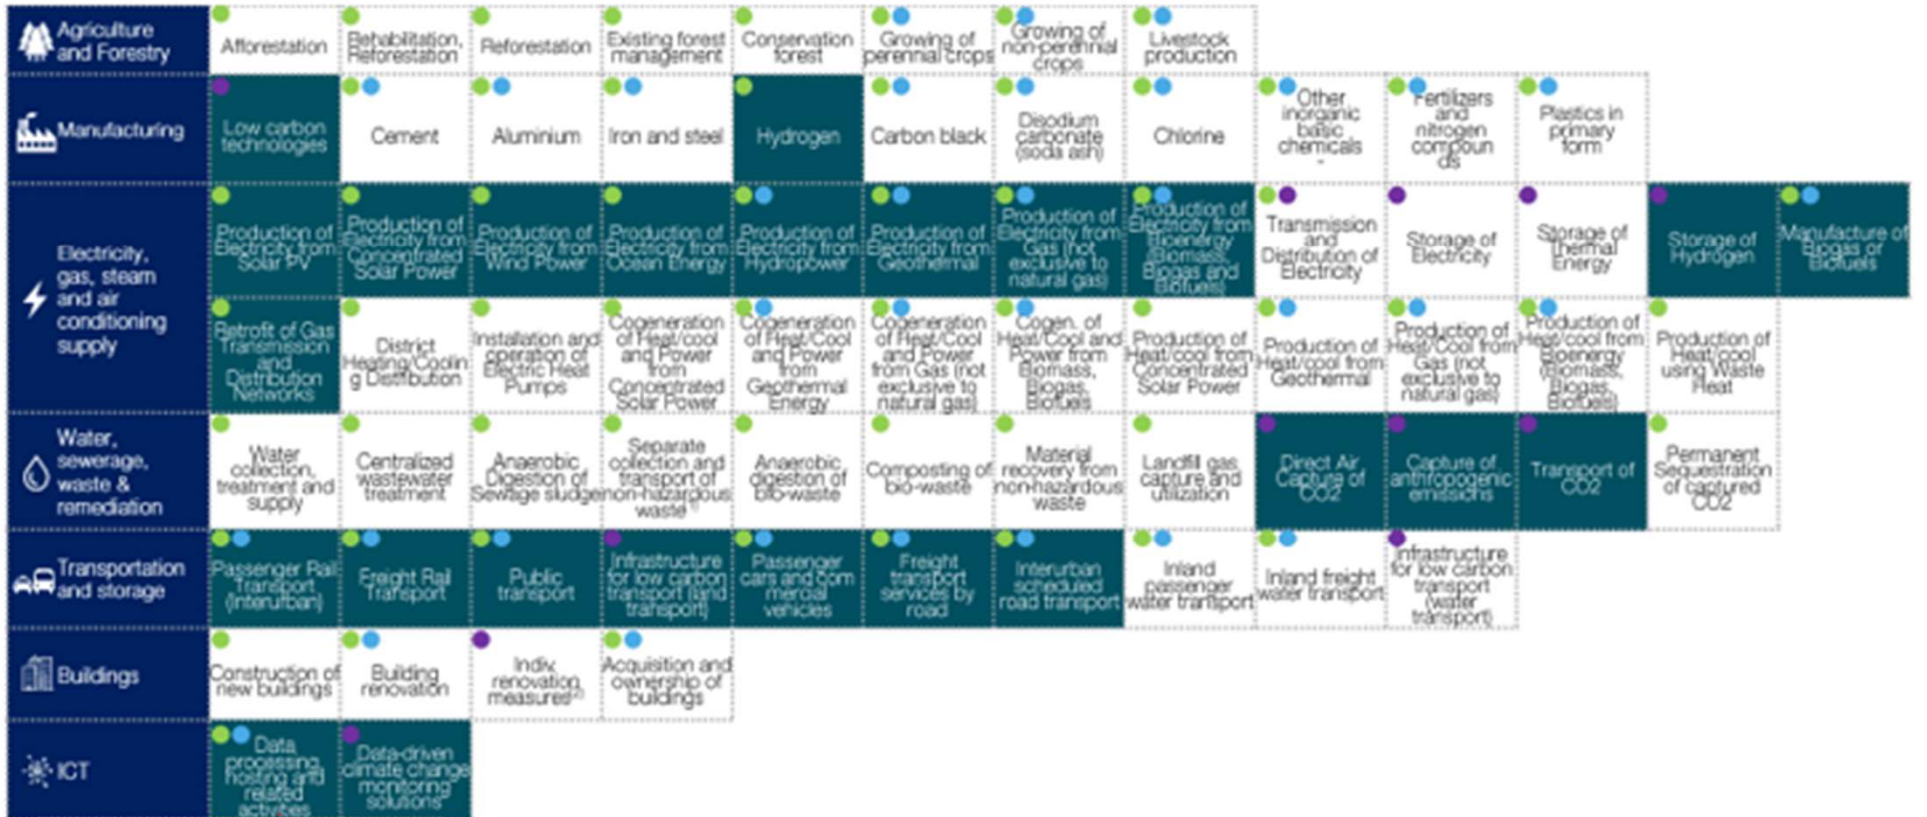 Agriculture
and Forestry
Afforestation
Rehabilitation,
Reforestation
Reforestation
Existing forest
management
Conservation
forest
Growing of
perennial crops
Growing of
non-perennial
crops
Livestock
production
Manufacturing
Low carbon
technologies
Cement
Aluminium
Iron and steel
Hydrogen
Carbon black
Disodium
carbonate
(soda ash)
Chlorine
Other
inorganic
basic
chemicals
-
Fertilizers
and
nitrogen
compoun
ds
Plastics in
primary
form
Electricity,
gas, steam
and air
conditioning
supply
Production of
Electricity from
Solar PV
Production of
Electricity from
Concentrated
Solar Power
Production of
Electricity from
Wind Power
Production of
Electricity from
Ocean Energy
Production of
Electricity from
Hydropower
Production of
Electricity from
Geothermal
Production of
Electricity from
Gas (not
exclusive to
natural gas)
Production of
Electricity from
Bioenergy
(Biomass,
Biogas and
Biofuels)
Transmission
and
Distribution of
Electricity
Storage of
Electricity
Storage of
Thermal
Energy
Storage of
Hydrogen
Manufacture of
Biogas or
Biofuels
Retrofit of Gas
Transmission
and
Distribution
Networks
District
Heating/Coolin
g Distribution
Installation and
operation of
Electric Heat
Pumps
Cogeneration
of Heat/cool
and Power
from
Concentrated
Solar Power
Cogeneration
of Heat/Cool
and Power
from
Geothermal
Energy
Cogeneration
of Heat/Cool
and Power
from Gas (not
exclusive to
natural gas)
Cogen. of
Heat/Cool and
Power from
Biomass,
Biogas,
Biofuels
Production of
Heat/cool from
Concentrated
Solar Power
Production of
Heat/cool from
Geothermal
Production of
Heat/Cool from
Gas (not
exclusive to
natural gas)
Production of
Heat/cool from
Bioenergy
(Biomass,
Biogas,
Biofuels)
Production of
Heat/cool
using Waste
Heat
Water,
sewerage,
waste &
remediation
Water
collection,
treatment and
supply
Centralized
wastewater
treatment
Anaerobic
Digestion of
Sewage sludge
Separate
collection and
transport of
non-hazardous
waste¹⁾
Anaerobic
digestion of
bio-waste
Composting of
bio-waste
Material
recovery from
non-hazardous
waste
Landfill gas
capture and
utilization
Direct Air
Capture of
CO2
Capture of
anthropogenic
emissions
Transport of
CO2
Permanent
Sequestration
of captured
CO2
Transportation
and storage
Passenger Rail
Transport
(Interurban)
Freight Rail
Transport
Public
transport
Infrastructure
for low carbon
transport (land
transport)
Passenger
cars and com
mercial
vehicles
Freight
transport
services by
road
Interurban
scheduled
road transport
Inland
passenger
water transport
Inland freight
water transport
Infrastructure
for low carbon
transport
(water
transport)
Buildings
Construction of
new buildings
Building
renovation
Indiv.
renovation
measures²⁾
Acquisition and
ownership of
buildings
ICT
Data
processing,
hosting and
related
activities
Data-driven
climate change
monitoring
solutions